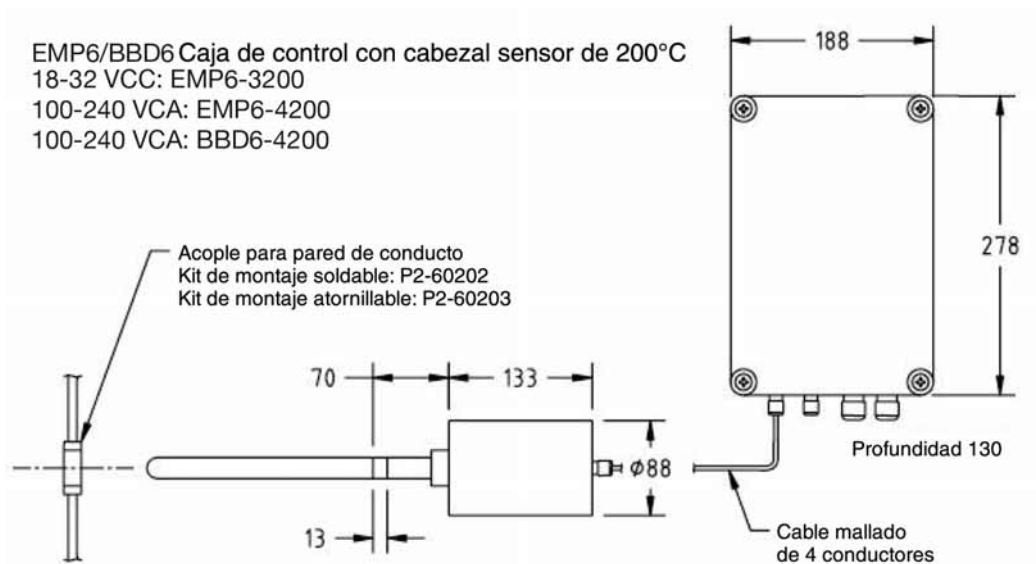 EMP6/BBD6 Caja de control con cabezal sensor de 200°C
18-32 VCC: EMP6-3200
100-240 VCA: EMP6-4200
100-240 VCA: BBD6-4200
188
278
Acople para pared de conducto
Kit de montaje soldable: P2-60202
Kit de montaje atornillable: P2-60203
70
133
Profundidad 130
ø88
13
Cable mallado
de 4 conductores